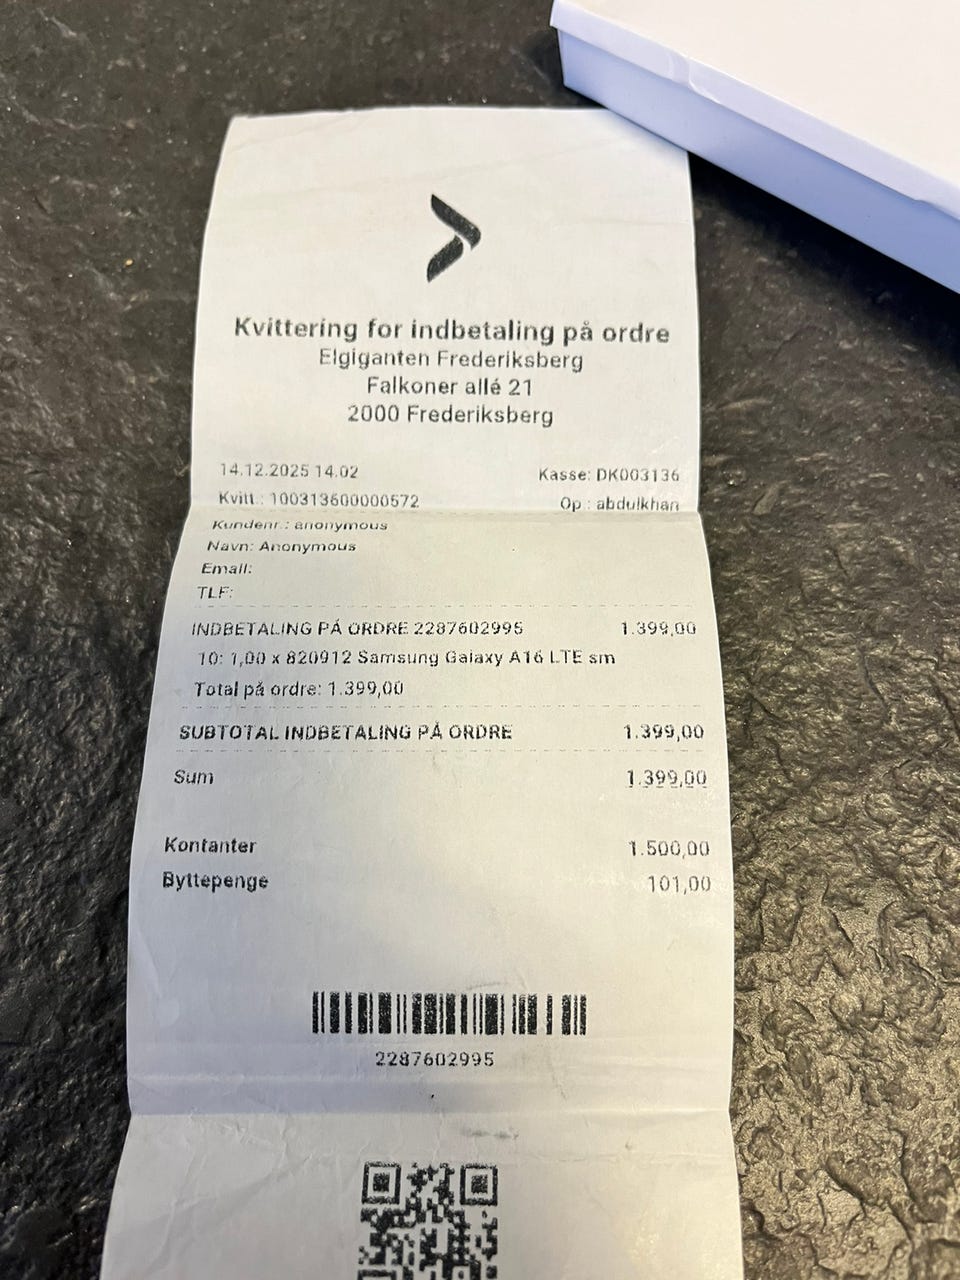 Kvittering for indbetaling på ordre
Elgiganten Frederiksberg
Falkoner allé 21
2000 Frederiksberg
14.12.2025 14.02 Kasse: DK003136
Kvitt.: 100313600000572 Op.: abdulkhan
Kundenr.: anonymous
Navn: Anonymous
Email:
TLF:
INDBETALING PÅ ORDRE 2287602995 1.399,00
10: 1,00 x 820912 Samsung Galaxy A16 LTE sm
Total på ordre: 1.399,00
SUBTOTAL INDBETALING PÅ ORDRE 1.399,00
Sum 1.399,00
Kontanter 1.500,00
Byttepenge 101,00
2287602995